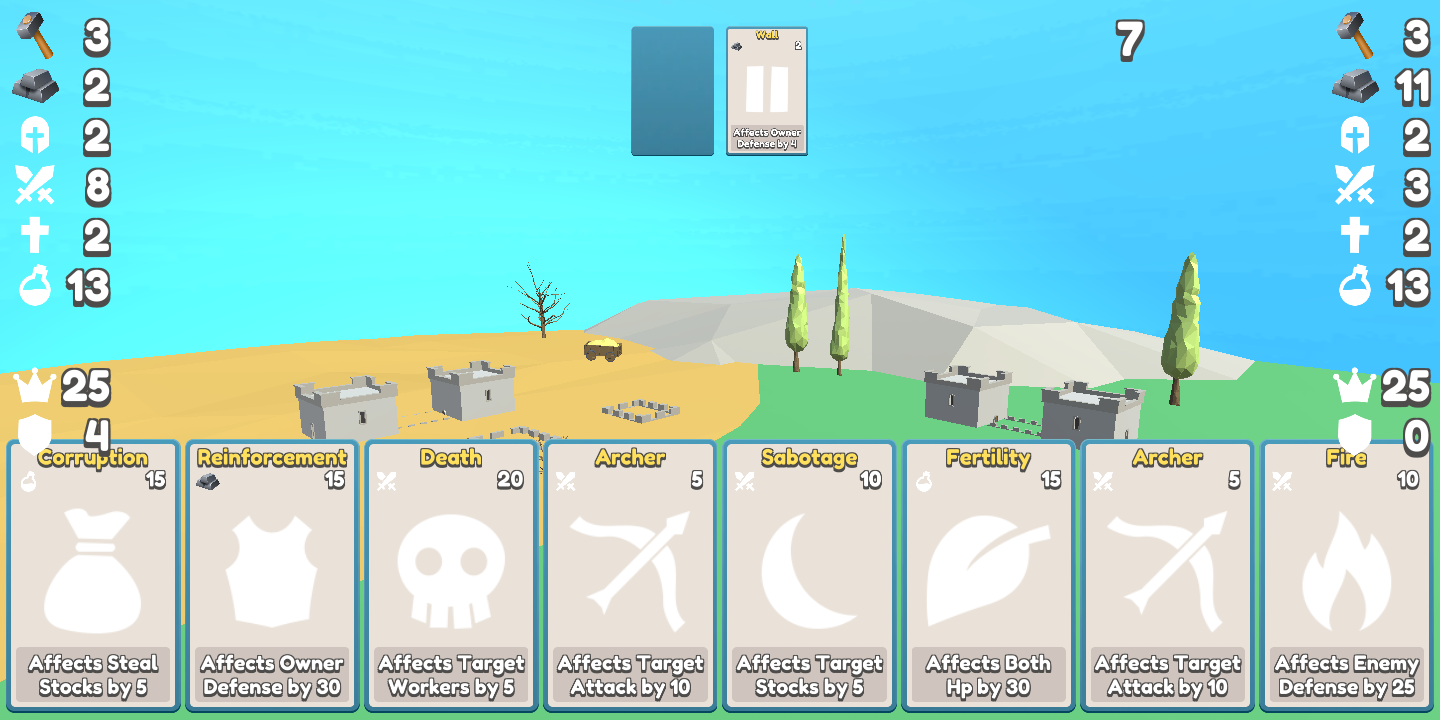 3
2
2
8
2
13
25
4
Wall
2
Affects Owner
Defense by 4
7
3
11
2
3
2
13
25
0
Corruption
15
Affects Steal
Stocks by 5
Reinforcement
15
Affects Owner
Defense by 30
Death
20
Affects Target
Workers by 5
Archer
5
Affects Target
Attack by 10
Sabotage
10
Affects Target
Stocks by 5
Fertility
15
Affects Both
Hp by 30
Archer
5
Affects Target
Attack by 10
Fire
10
Affects Enemy
Defense by 25